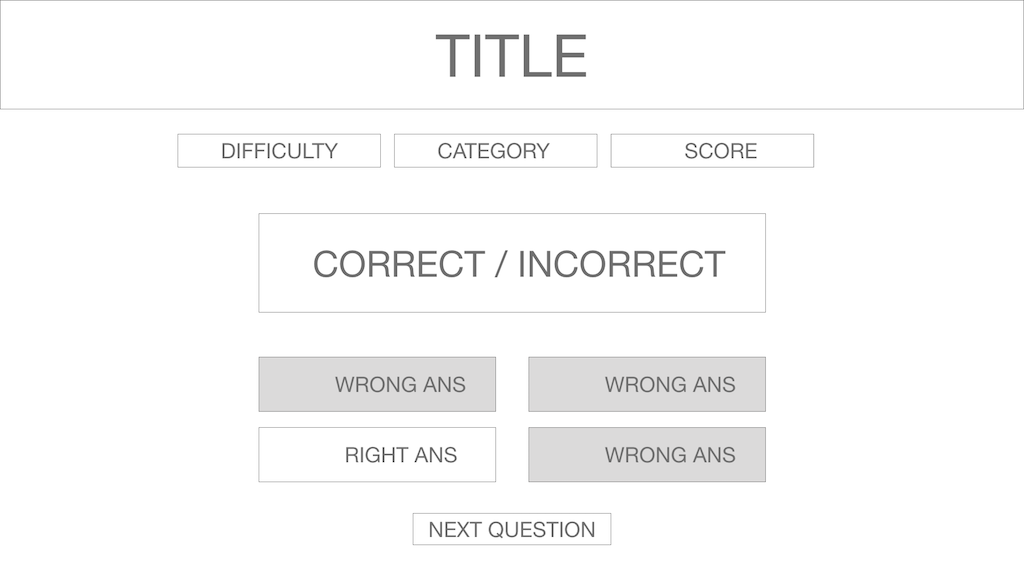 TITLE
DIFFICULTY CATEGORY SCORE
CORRECT / INCORRECT
WRONG ANS WRONG ANS
RIGHT ANS WRONG ANS
NEXT QUESTION